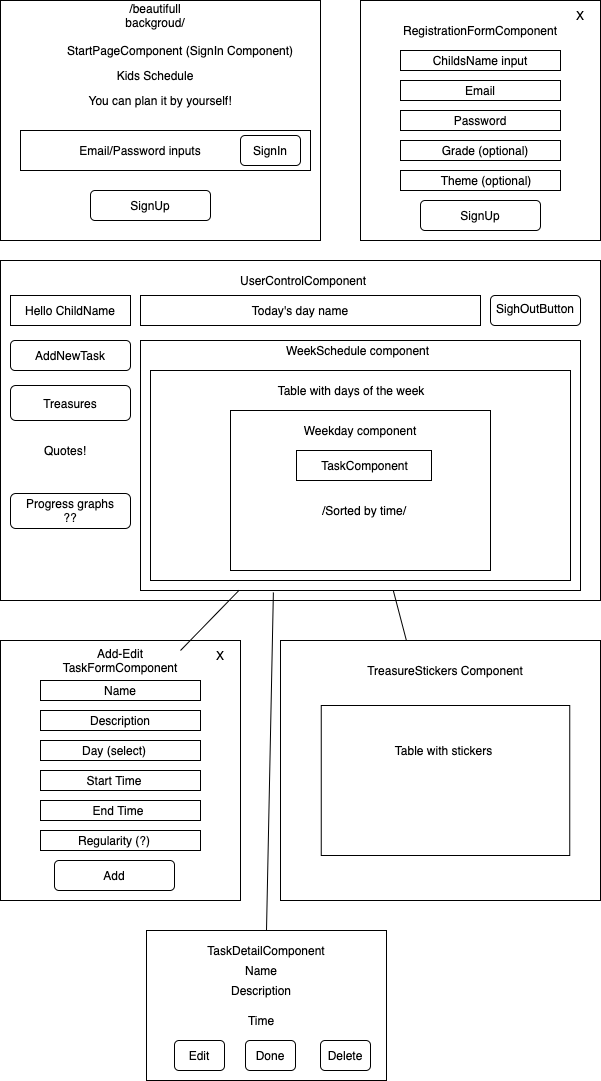 /beautifull
backgroud/
StartPageComponent (SignIn Component)
Kids Schedule
You can plan it by yourself!
Email/Password inputs
SignIn
SignUp
X
RegistrationFormComponent
ChildsName input
Email
Password
Grade (optional)
Theme (optional)
SignUp
UserControlComponent
Hello ChildName
Today's day name
SighOutButton
AddNewTask
Treasures
Quotes!
Progress graphs
??
WeekSchedule component
Table with days of the week
Weekday component
TaskComponent
/Sorted by time/
Add-Edit
TaskFormComponent
X
Name
Description
Day (select)
Start Time
End Time
Regularity (?)
Add
TreasureStickers Component
Table with stickers
TaskDetailComponent
Name
Description
Time
Edit
Done
Delete